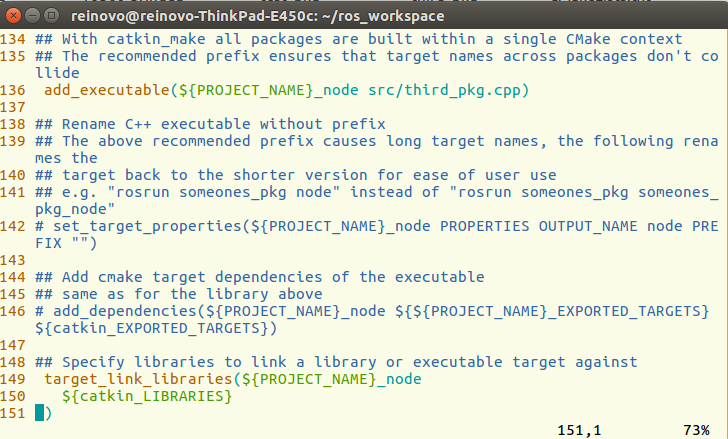 reinovo@reinovo-ThinkPad-E450c: ~/ros_workspace
134 ## With catkin_make all packages are built within a single CMake context
135 ## The recommended prefix ensures that target names across packages don't co
llide
136  add_executable(${PROJECT_NAME}_node src/third_pkg.cpp)
137
138 ## Rename C++ executable without prefix
139 ## The above recommended prefix causes long target names, the following rena
mes the
140 ## target back to the shorter version for ease of user use
141 ## e.g. "rosrun someones_pkg node" instead of "rosrun someones_pkg someones_
pkg_node"
142 # set_target_properties(${PROJECT_NAME}_node PROPERTIES OUTPUT_NAME node PRE
FIX "")
143
144 ## Add cmake target dependencies of the executable
145 ## same as for the library above
146 # add_dependencies(${PROJECT_NAME}_node ${${PROJECT_NAME}_EXPORTED_TARGETS}
${catkin_EXPORTED_TARGETS})
147
148 ## Specify libraries to link a library or executable target against
149  target_link_libraries(${PROJECT_NAME}_node
150    ${catkin_LIBRARIES}
151  )
151,1 73%